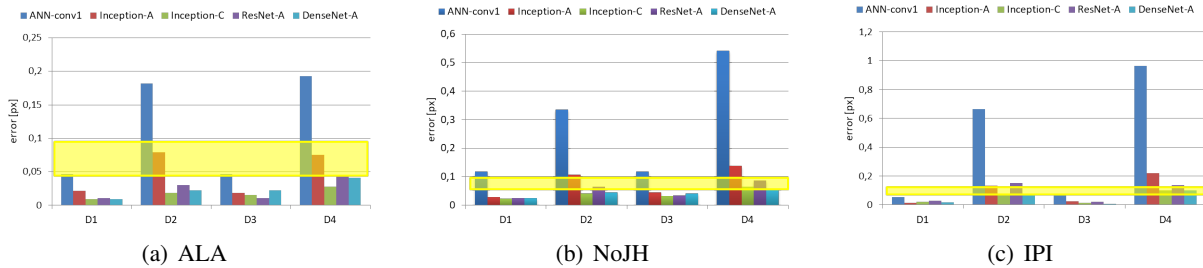 ANN-conv1 Inception-A Inception-C ResNet-A DenseNet-A
0,25
0,2
0,15
0,1
0,05
0
error [px]
D1 D2 D3 D4
(a) ALA
ANN-conv1 Inception-A Inception-C ResNet-A DenseNet-A
0,6
0,5
0,4
0,3
0,2
0,1
0
error [px]
D1 D2 D3 D4
(b) NoJH
ANN-conv1 Inception-A Inception-C ResNet-A DenseNet-A
1,2
1
0,8
0,6
0,4
0,2
0
error [px]
D1 D2 D3 D4
(c) IPI